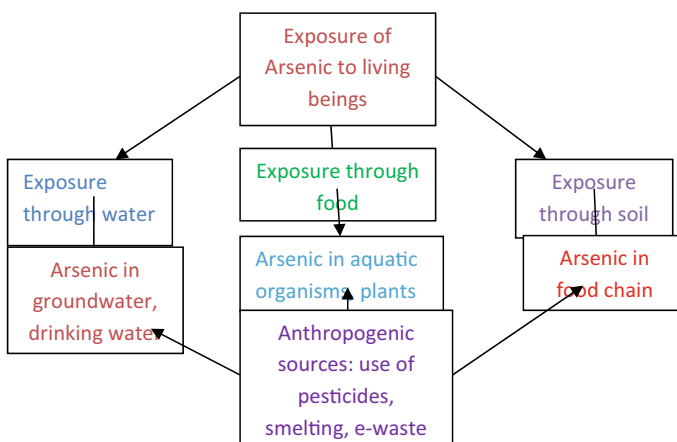 Exposure of
Arsenic to living
beings
Exposure
through water
Exposure through
food
Exposure
through soil
Arsenic in
groundwater,
drinking water
Arsenic in aquatic
organisms, plants
Arsenic in
food chain
Anthropogenic
sources: use of
pesticides,
smelting, e-waste